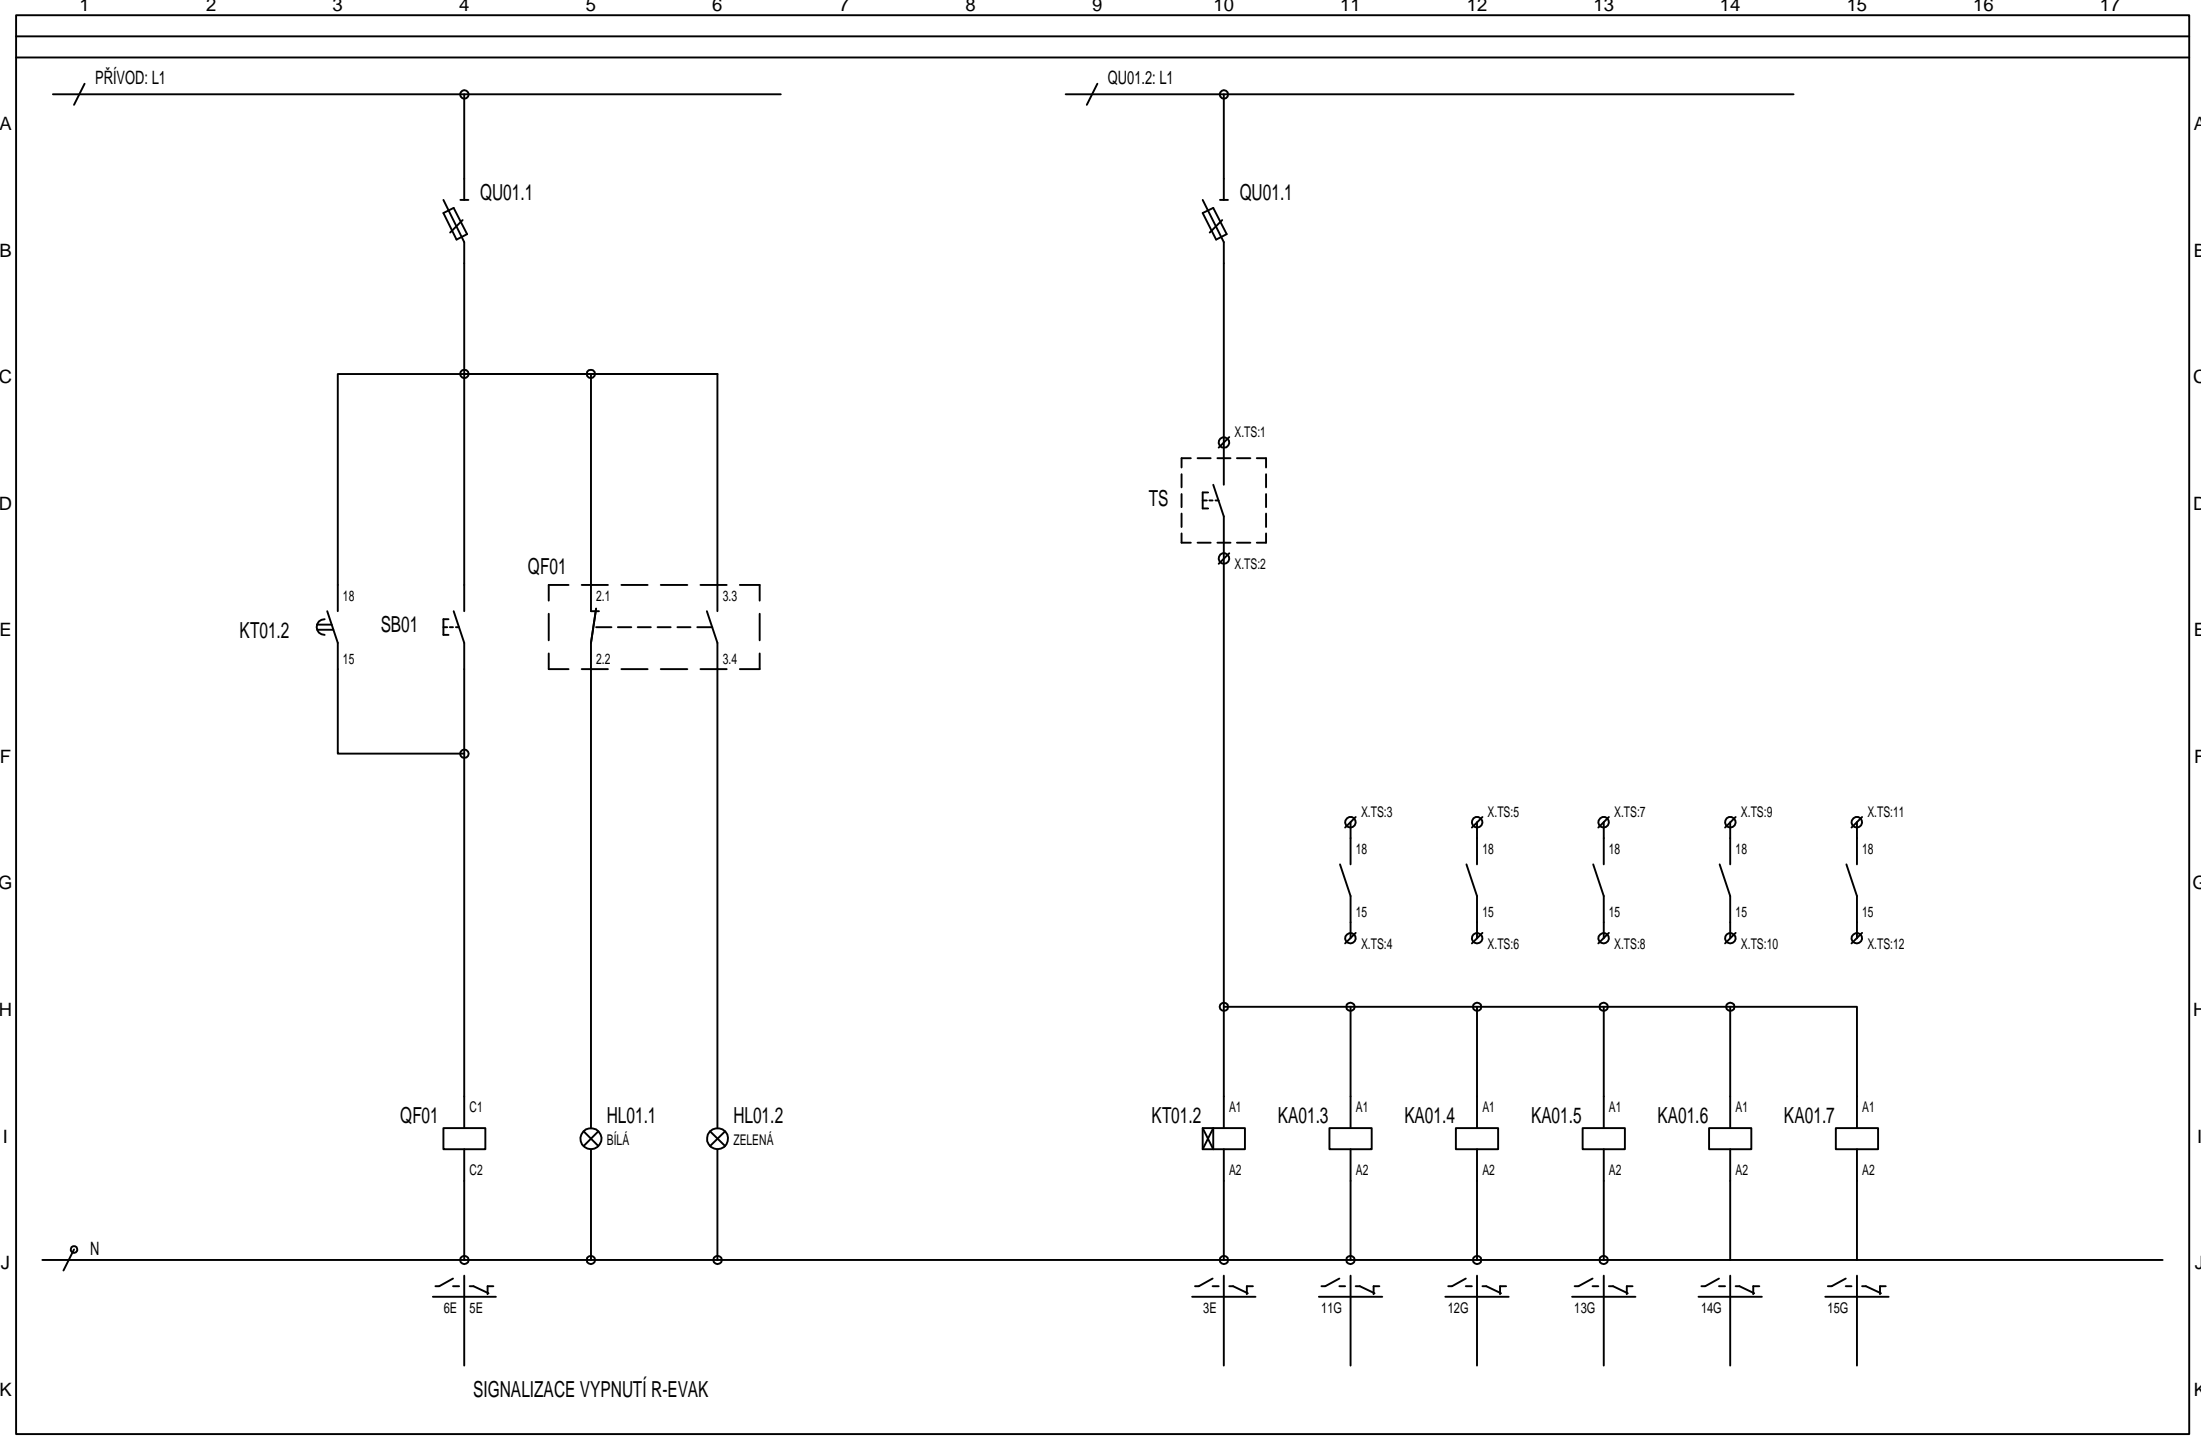 1 2 3 4 5 6 7 8 9 10 11 12 13 14 15 16 17
PŘÍVOD: L1 QU01.2: L1
A A
QU01.1 QU01.1
B B
C C
X.TS:1
TS
D D
X.TS:2
QF01
18 2.1 3.3
KT01.2 SB01
E E
15 2.2 3.4
F F
X.TS:3 X.TS:5 X.TS:7 X.TS:9 X.TS:11
18 18 18 18 18
G G
15 15 15 15 15
X.TS:4 X.TS:6 X.TS:8 X.TS:10 X.TS:12
H H
C1 A1 A1 A1 A1 A1 A1
QF01 HL01.1 HL01.2 KT01.2 KA01.3 KA01.4 KA01.5 KA01.6 KA01.7
I BÍLÁ ZELENÁ I
C2 A2 A2 A2 A2 A2 A2
N
J J
6E 5E 3E 11G 12G 13G 14G 15G
SIGNALIZACE VYPNUTÍ R-EVAK
K K